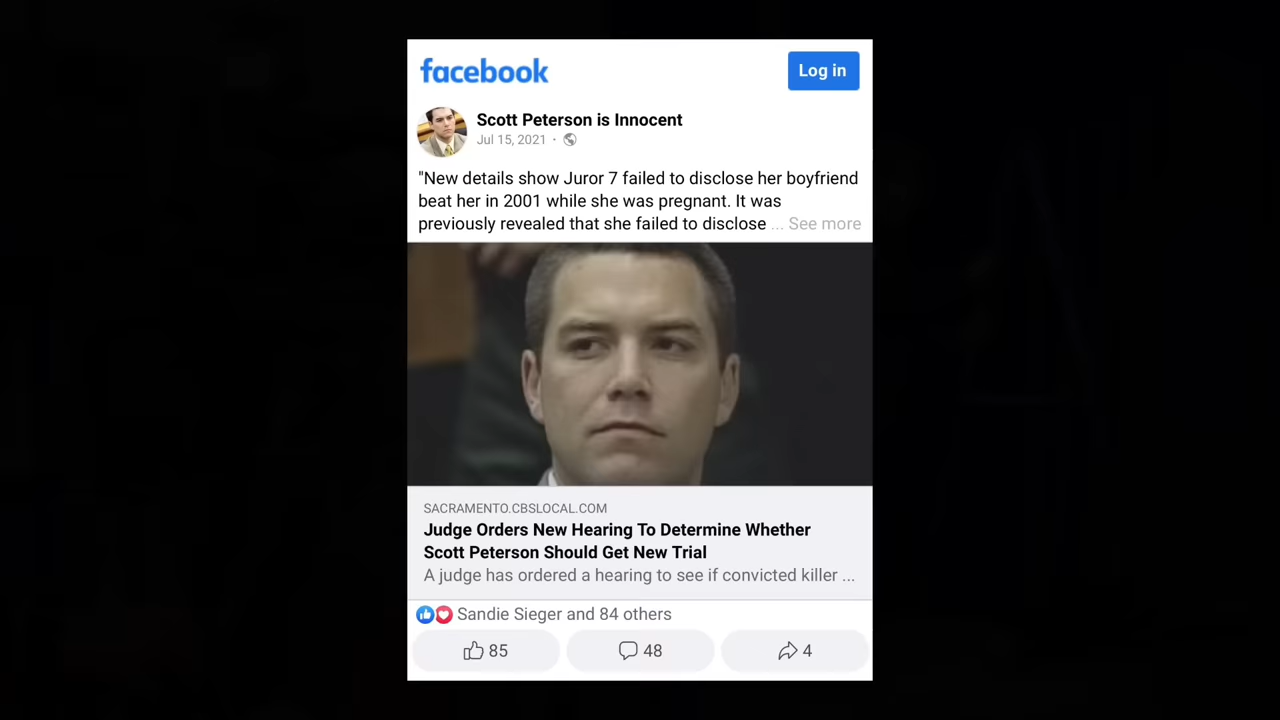 facebook
Log in
Scott Peterson is Innocent
Jul 15, 2021 ·
"New details show Juror 7 failed to disclose her boyfriend
beat her in 2001 while she was pregnant. It was
previously revealed that she failed to disclose ... See more
SACRAMENTO.CBSLOCAL.COM
Judge Orders New Hearing To Determine Whether
Scott Peterson Should Get New Trial
A judge has ordered a hearing to see if convicted killer ...
Sandie Sieger and 84 others
85
48
4